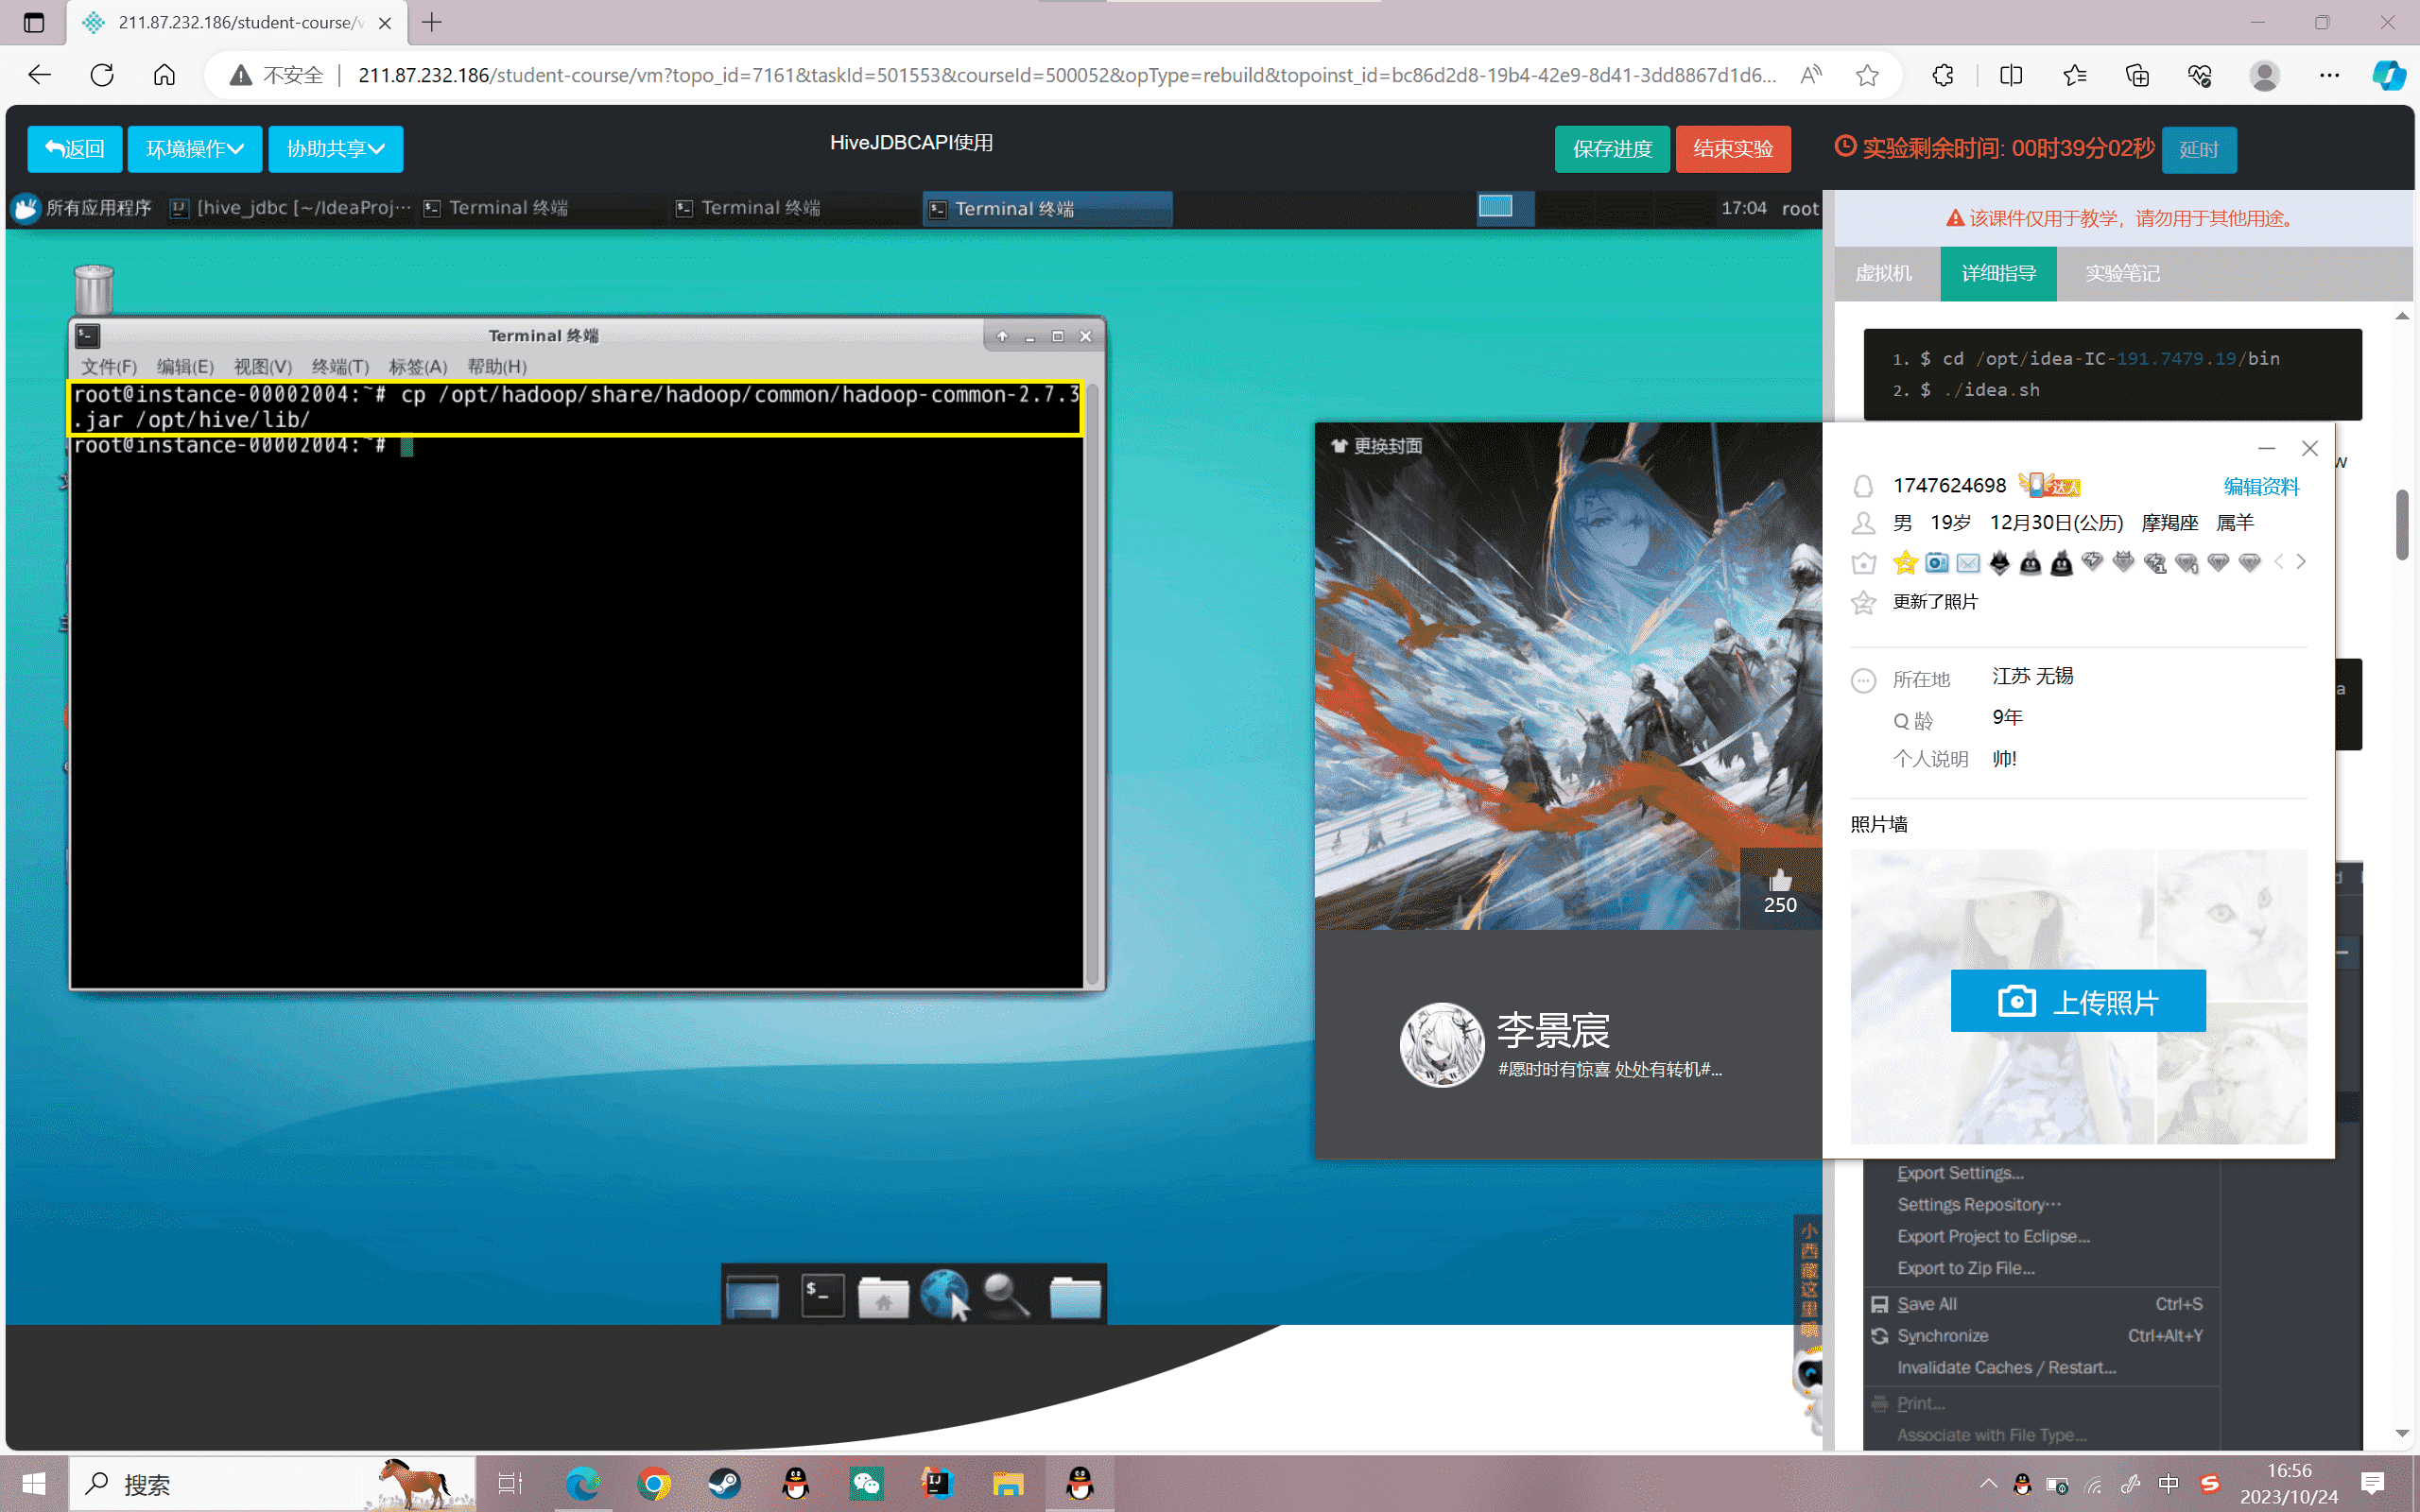 211.87.232.186/student-course/v
不安全
211.87.232.186/student-course/vm?topo_id=7161&taskId=501553&courseId=500052&opType=rebuild&topoinst_id=bc86d2d8-19b4-42e9-8d41-3dd8867d1d6...
返回
环境操作
协助共享
HiveJDBCAPI使用
保存进度
结束实验
实验剩余时间: 00时39分02秒
延时
所有应用程序
[hive_jdbc [~/IdeaProj…
Terminal 终端
Terminal 终端
Terminal 终端
17:04
root
该课件仅用于教学，请勿用于其他用途。
虚拟机
详细指导
实验笔记
1. $ cd /opt/idea-IC-191.7479.19/bin
2. $ ./idea.sh
Terminal 终端
文件(F) 编辑(E) 视图(V) 终端(T) 标签(A) 帮助(H)
root@instance-00002004:~# cp /opt/hadoop/share/hadoop/common/hadoop-common-2.7.3
.jar /opt/hive/lib/
root@instance-00002004:~#
更换封面
250
李景宸
#愿时时有惊喜 处处有转机#...
1747624698
达人
编辑资料
男 19岁 12月30日(公历) 摩羯座 属羊
更新了照片
所在地 江苏 无锡
Q 龄 9年
个人说明 帅!
照片墙
上传照片
w
a
d
小西藏这里哦
Export Settings...
Settings Repository…
Export Project to Eclipse...
Export to Zip File...
Save All Ctrl+S
Synchronize Ctrl+Alt+Y
Invalidate Caches / Restart...
Print...
Associate with File Type...
搜索
中
16:56
2023/10/24